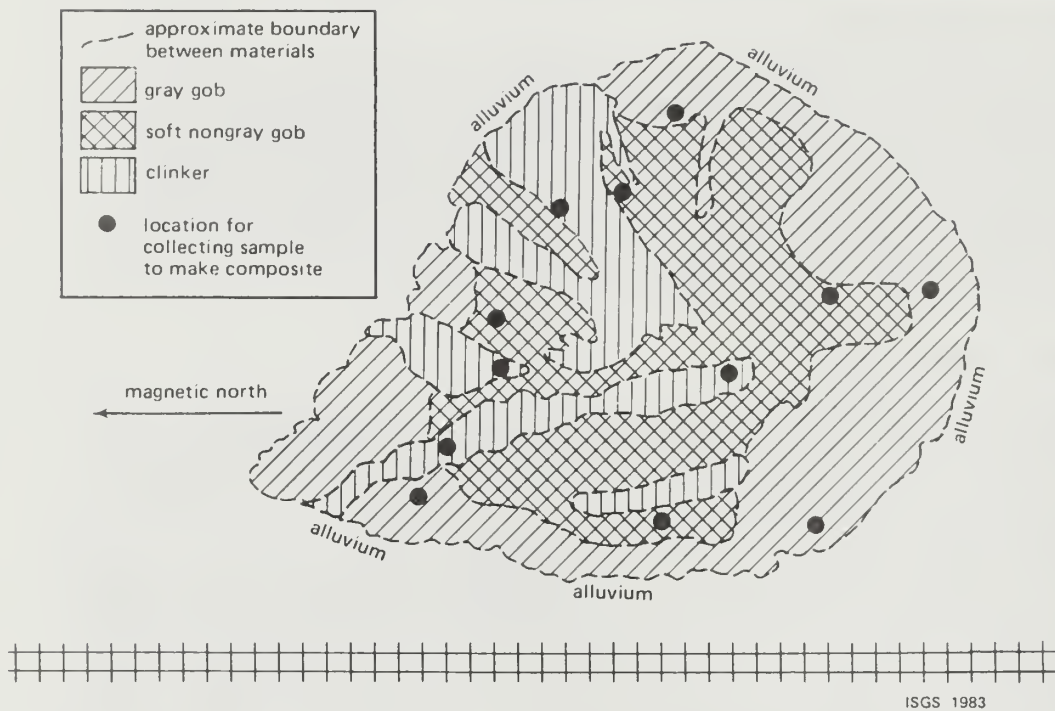 approximate boundary
between materials
gray gob
soft nongray gob
clinker
location for
collecting sample
to make composite
alluvium
alluvium
magnetic north
alluvium
alluvium
alluvium
ISGS 1983